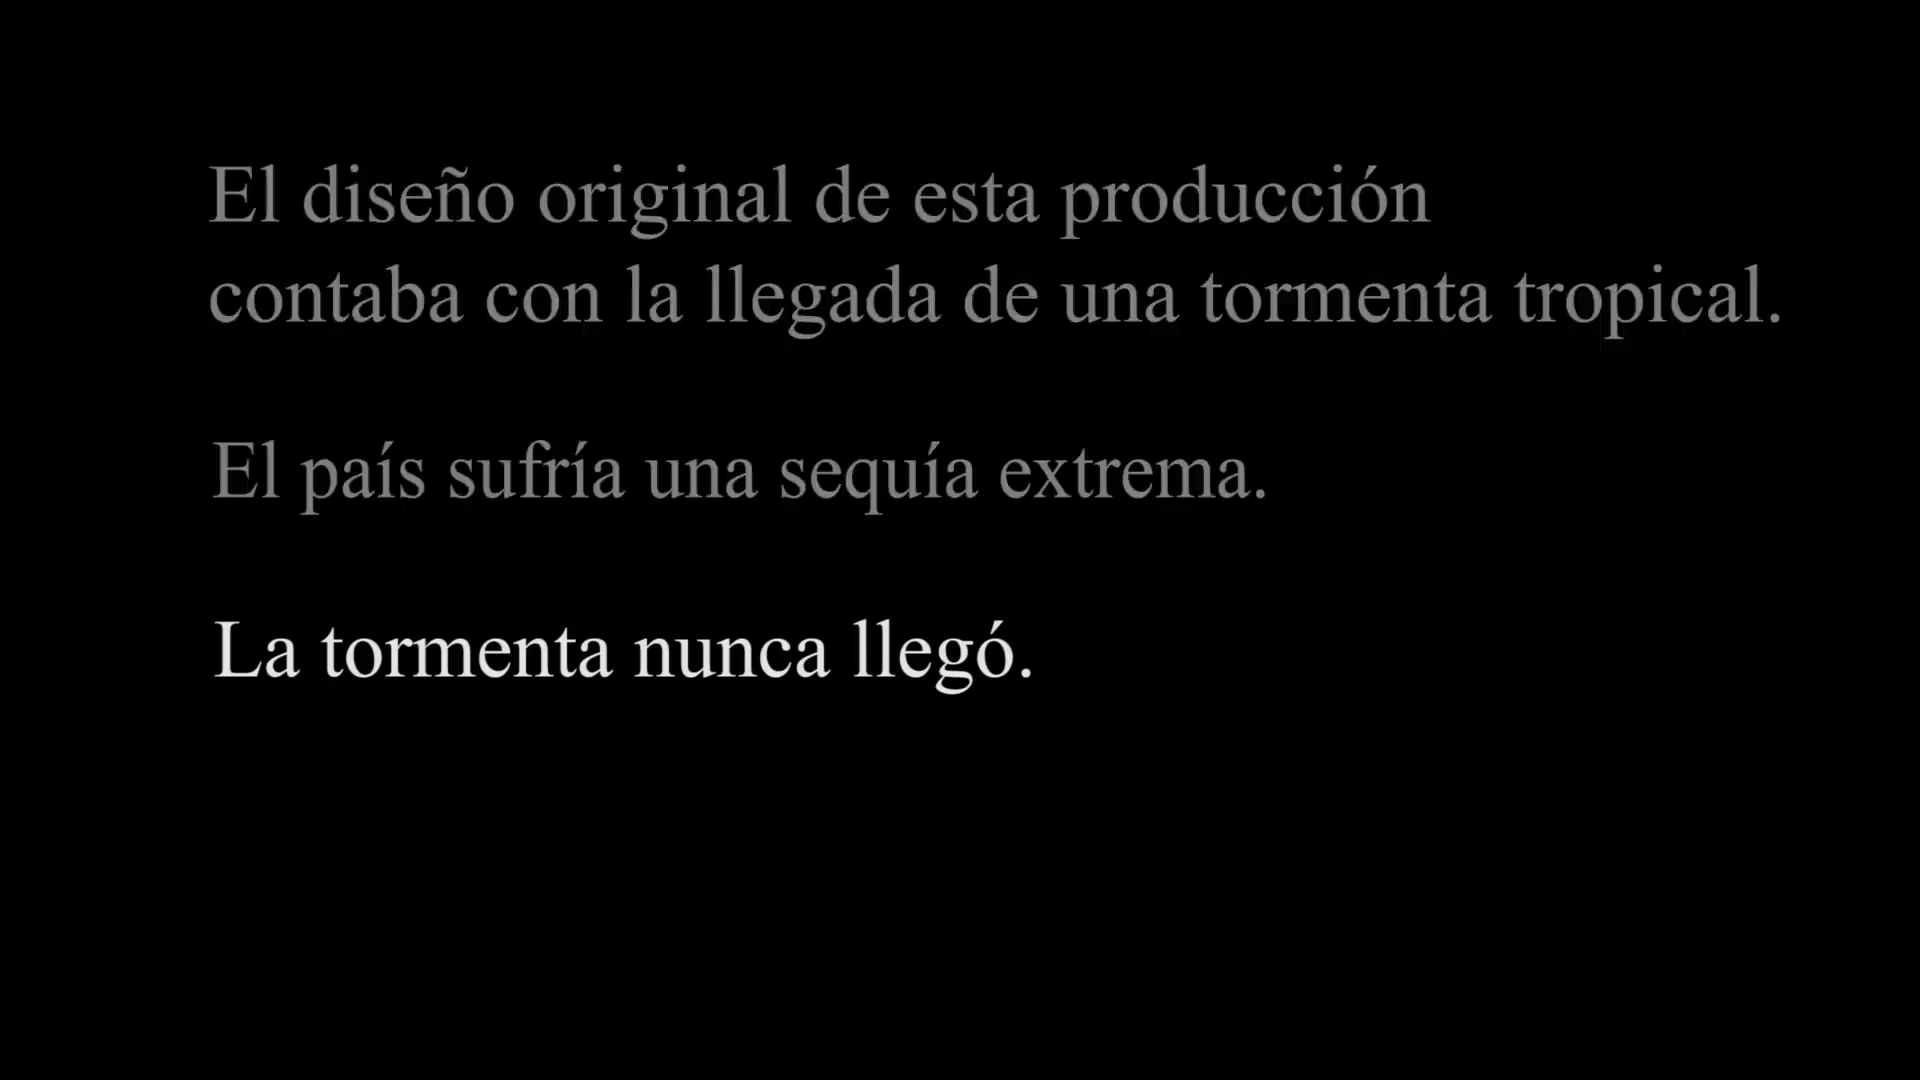 El diseño original de esta producción
contaba con la llegada de una tormenta tropical.
El país sufría una sequía extrema.
La tormenta nunca llegó.